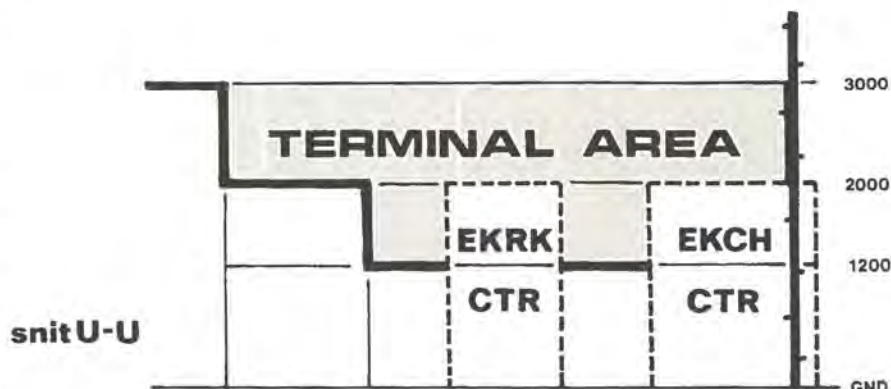 3000
TERMINAL AREA
2000
EKRK
EKCH
1200
CTR
CTR
snit U-U
GND